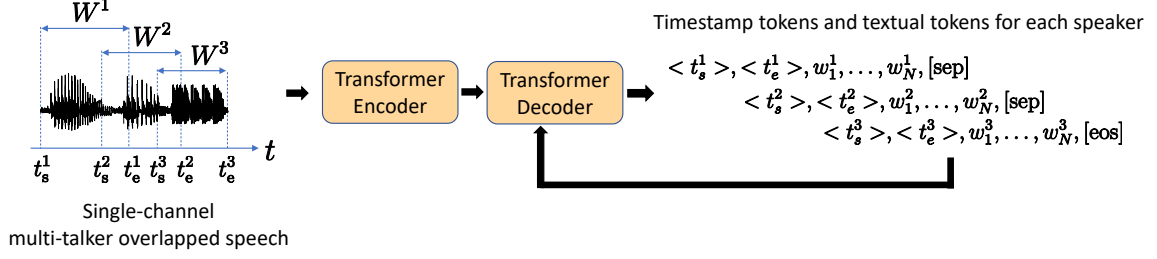 W¹
W²
W³
t_s^1 t_s^2 t_e^1 t_s^3 t_e^2 t_e^3 t
Single-channel
multi-talker overlapped speech
Transformer
Encoder
Transformer
Decoder
Timestamp tokens and textual tokens for each speaker
< t_s^1 >, < t_e^1 >, w_1^1, . . . , w_N^1, [sep]
< t_s^2 >, < t_e^2 >, w_1^2, . . . , w_N^2, [sep]
< t_s^3 >, < t_e^3 >, w_1^3, . . . , w_N^3, [eos]